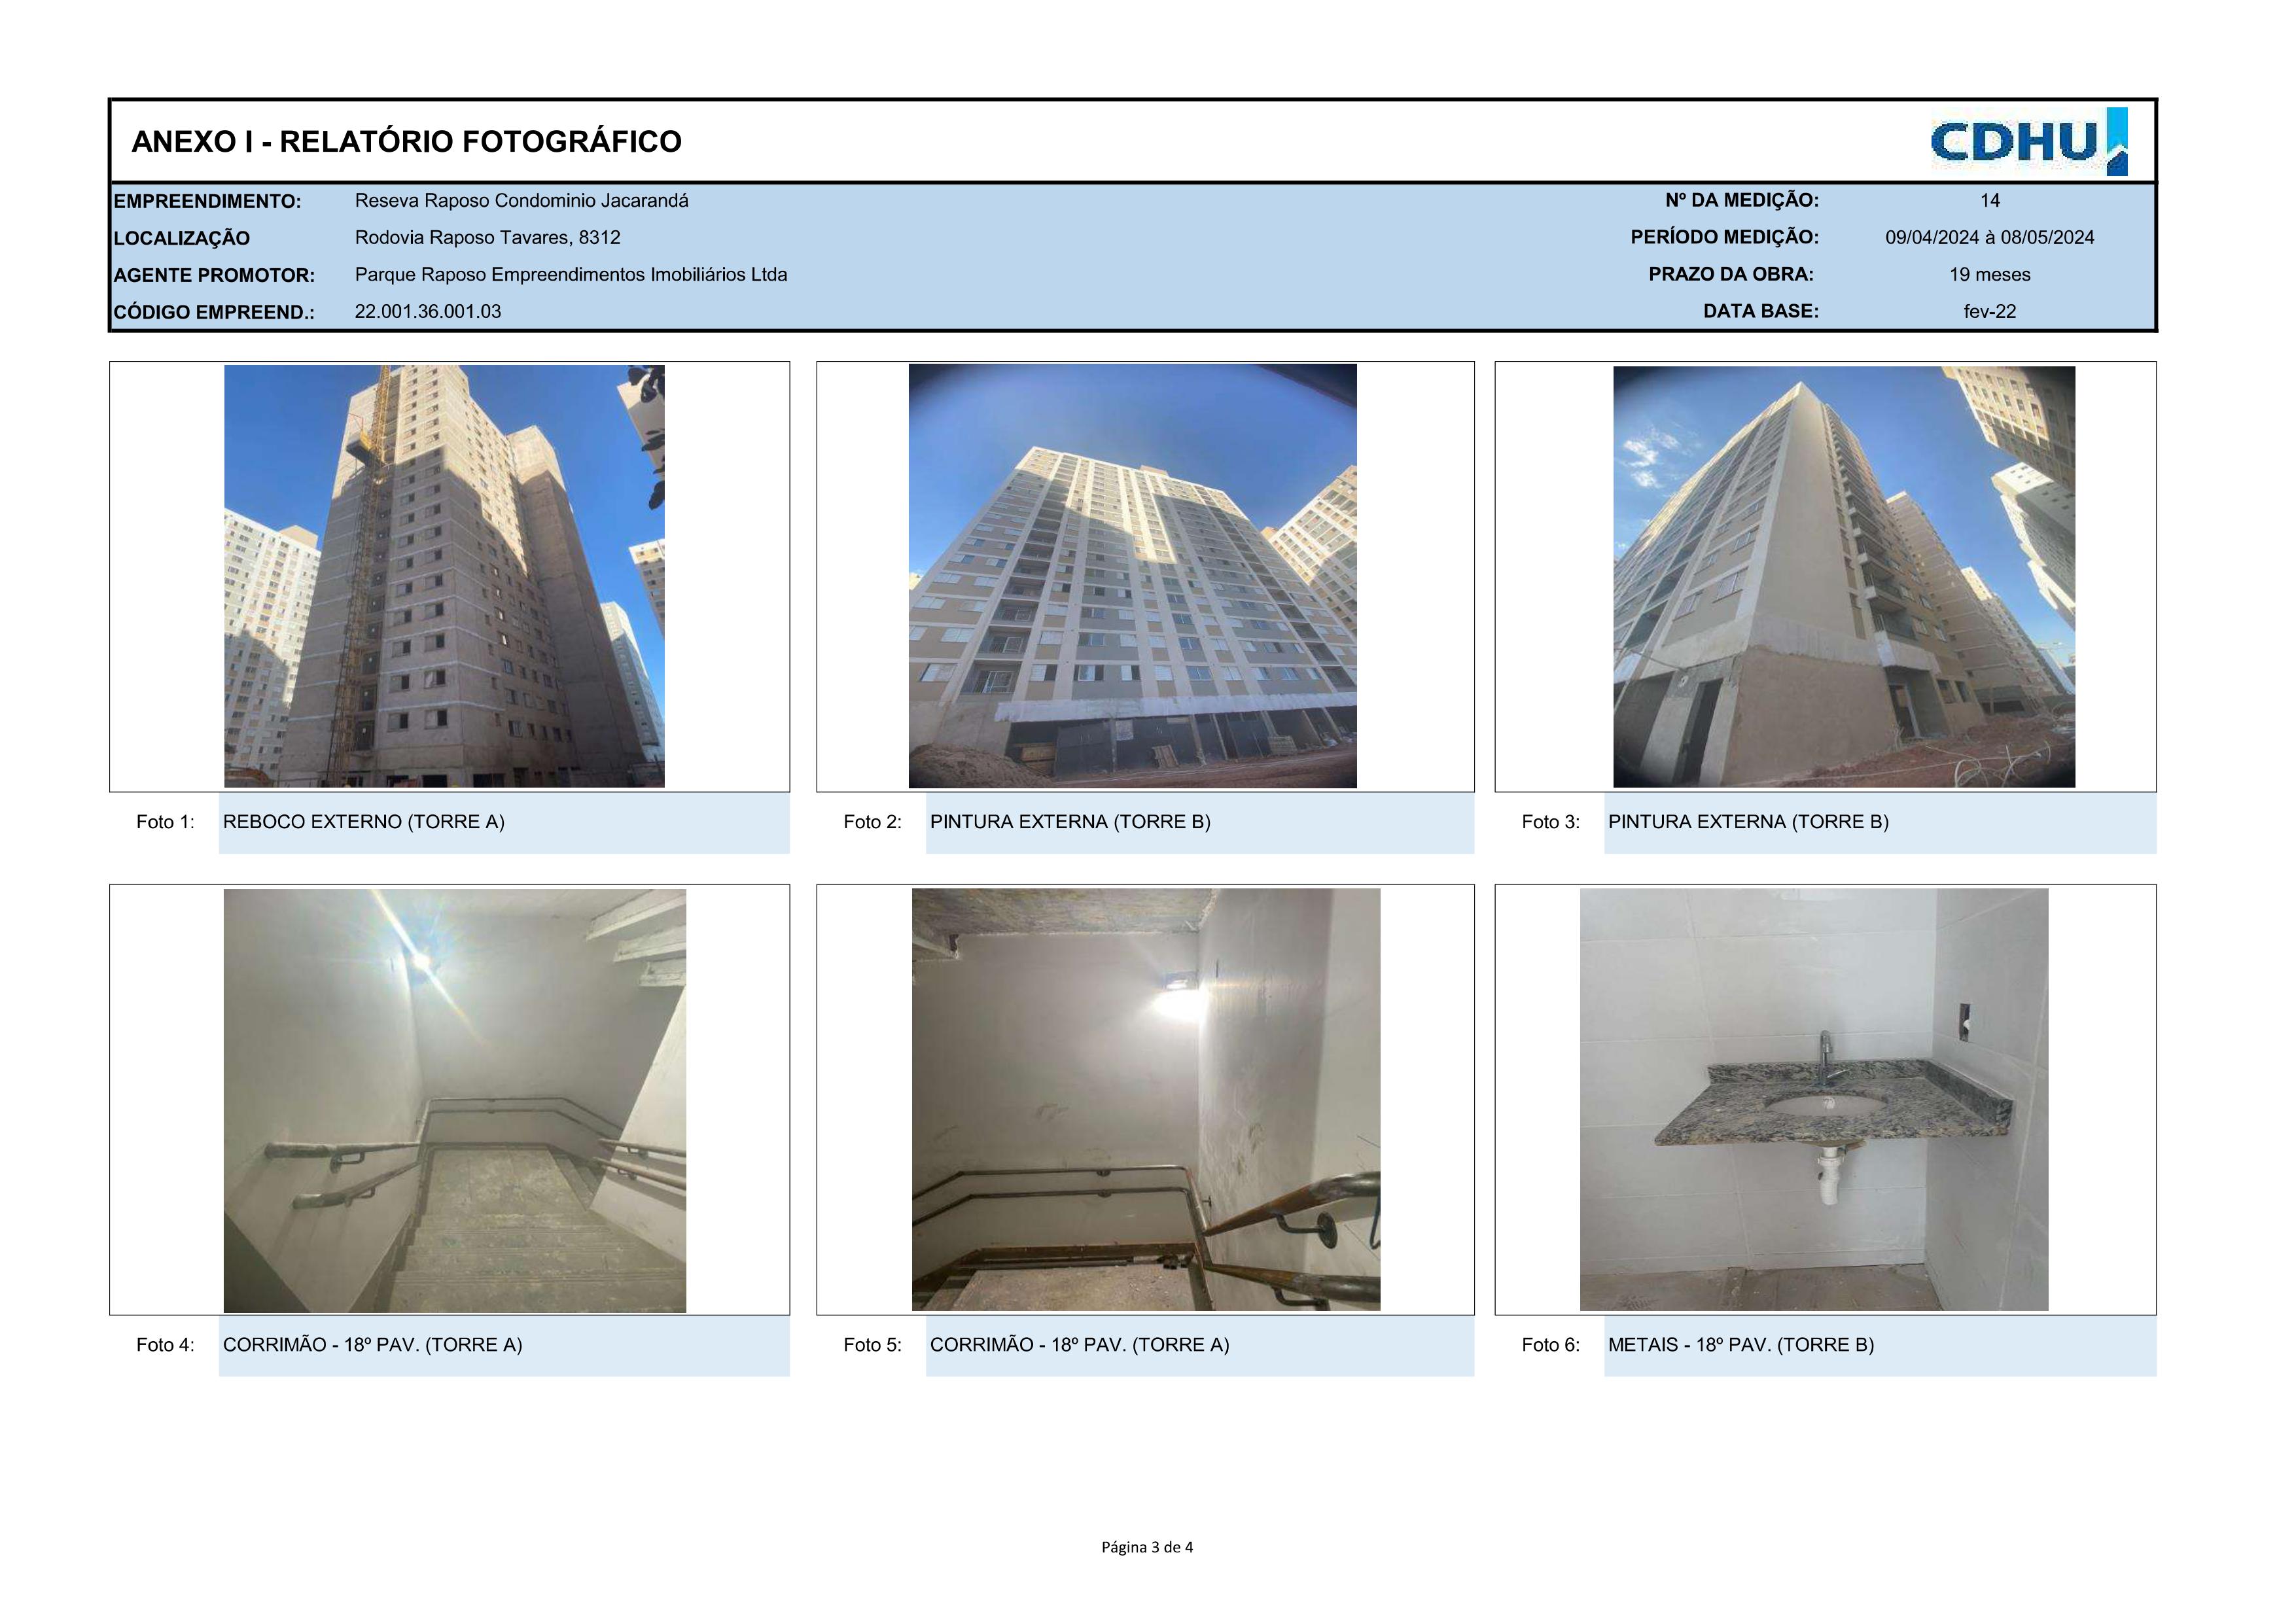 ANEXO I - RELATÓRIO FOTOGRÁFICO
CDHU
EMPREENDIMENTO: Reseva Raposo Condominio Jacarandá Nº DA MEDIÇÃO: 14
LOCALIZAÇÃO Rodovia Raposo Tavares, 8312 PERÍODO MEDIÇÃO: 09/04/2024 à 08/05/2024
AGENTE PROMOTOR: Parque Raposo Empreendimentos Imobiliários Ltda PRAZO DA OBRA: 19 meses
CÓDIGO EMPREEND.: 22.001.36.001.03 DATA BASE: fev-22
Foto 1: REBOCO EXTERNO (TORRE A) Foto 2: PINTURA EXTERNA (TORRE B) Foto 3: PINTURA EXTERNA (TORRE B)
Foto 4: CORRIMÃO - 18º PAV. (TORRE A) Foto 5: CORRIMÃO - 18º PAV. (TORRE A) Foto 6: METAIS - 18º PAV. (TORRE B)
Página 3 de 4